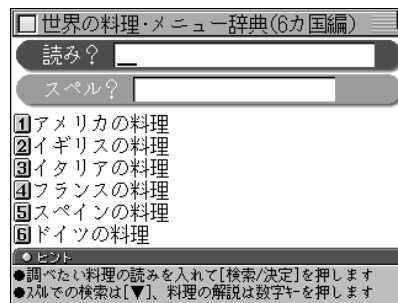 世界の料理・メニュー辞典(6カ国編)
読み?
スペル?
1アメリカの料理
2イギリスの料理
3イタリアの料理
4フランスの料理
5スペインの料理
6ドイツの料理
●ヒント
●調べたい料理の読みを入れて[検索/決定]を押します
●スペルでの検索は[▼]、料理の解説は数字キーを押します